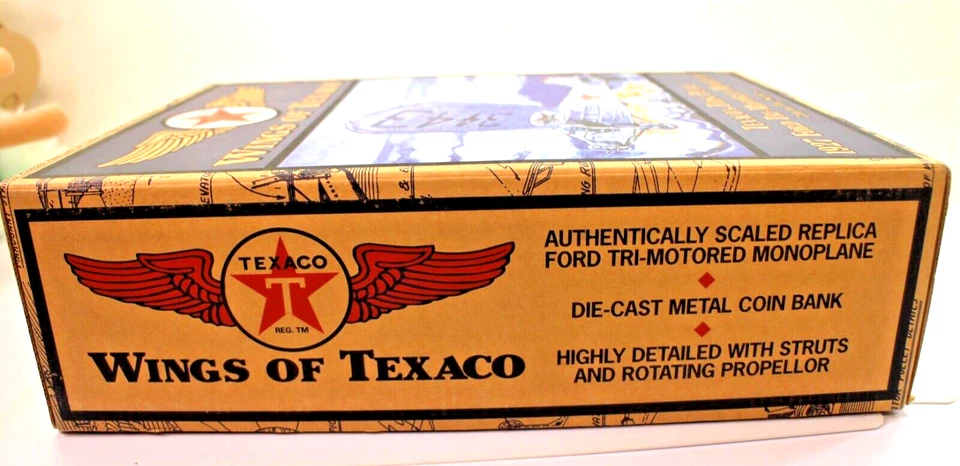 WINGS OF TEXACO
TEXACO
T
REG. TM
WINGS OF TEXACO
AUTHENTICALLY SCALED REPLICA
FORD TRI-MOTORED MONOPLANE
DIE-CAST METAL COIN BANK
HIGHLY DETAILED WITH STRUTS
AND ROTATING PROPELLOR